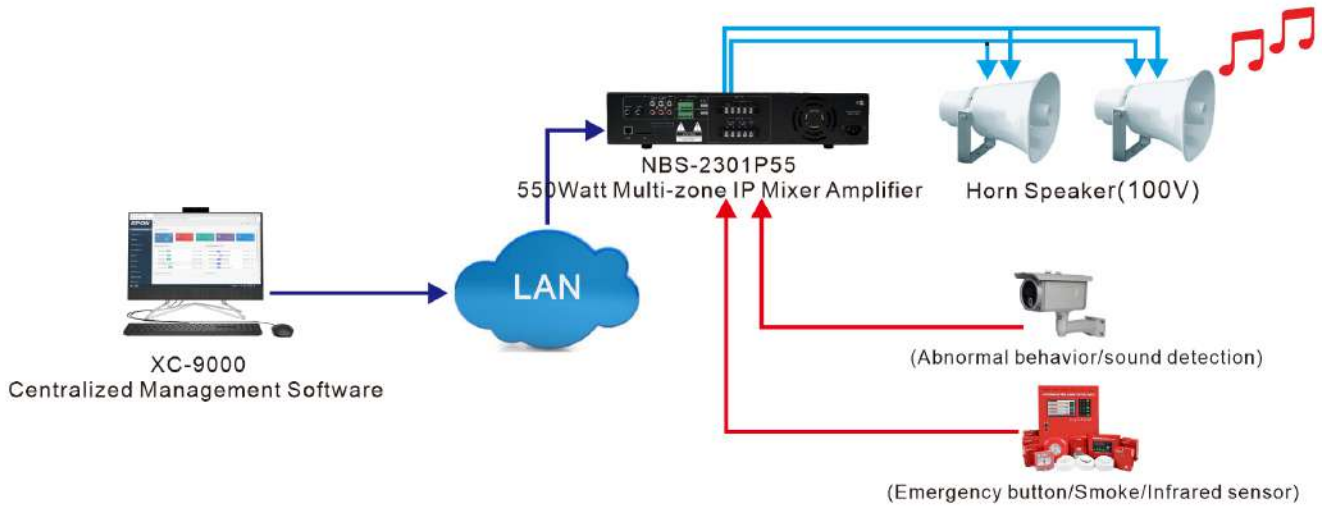 NBS-2301P55
550Watt Multi-zone IP Mixer Amplifier
Horn Speaker(100V)
LAN
XC-9000
Centralized Management Software
(Abnormal behavior/sound detection)
(Emergency button/Smoke/Infrared sensor)